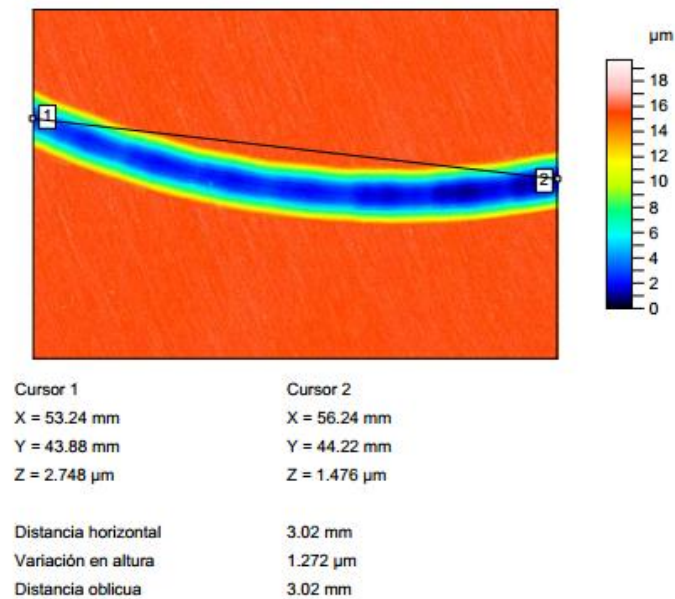 µm
1
2
18
16
14
12
10
8
6
4
2
0
Cursor 1 Cursor 2
X = 53.24 mm X = 56.24 mm
Y = 43.88 mm Y = 44.22 mm
Z = 2.748 µm Z = 1.476 µm
Distancia horizontal 3.02 mm
Variación en altura 1.272 µm
Distancia oblicua 3.02 mm